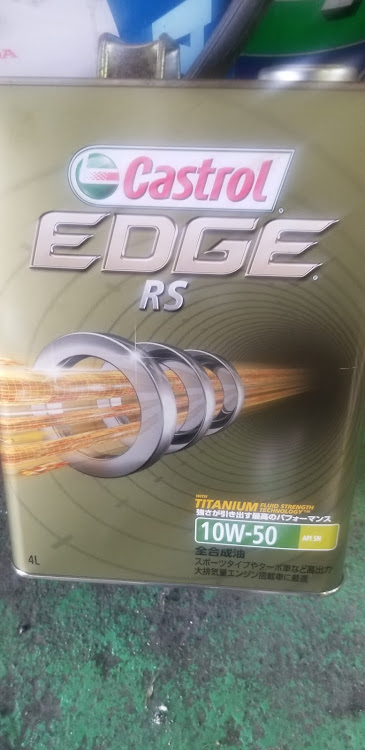 Castrol
EDGE
RS
WITH
TITANIUM FLUID STRENGTH
TECHNOLOGY™
強さが引き出す最高のパフォーマンス
10W-50 API SN
全合成油
4L
スポーツタイプやターボ車など高出力
大排気量エンジン搭載車に最適